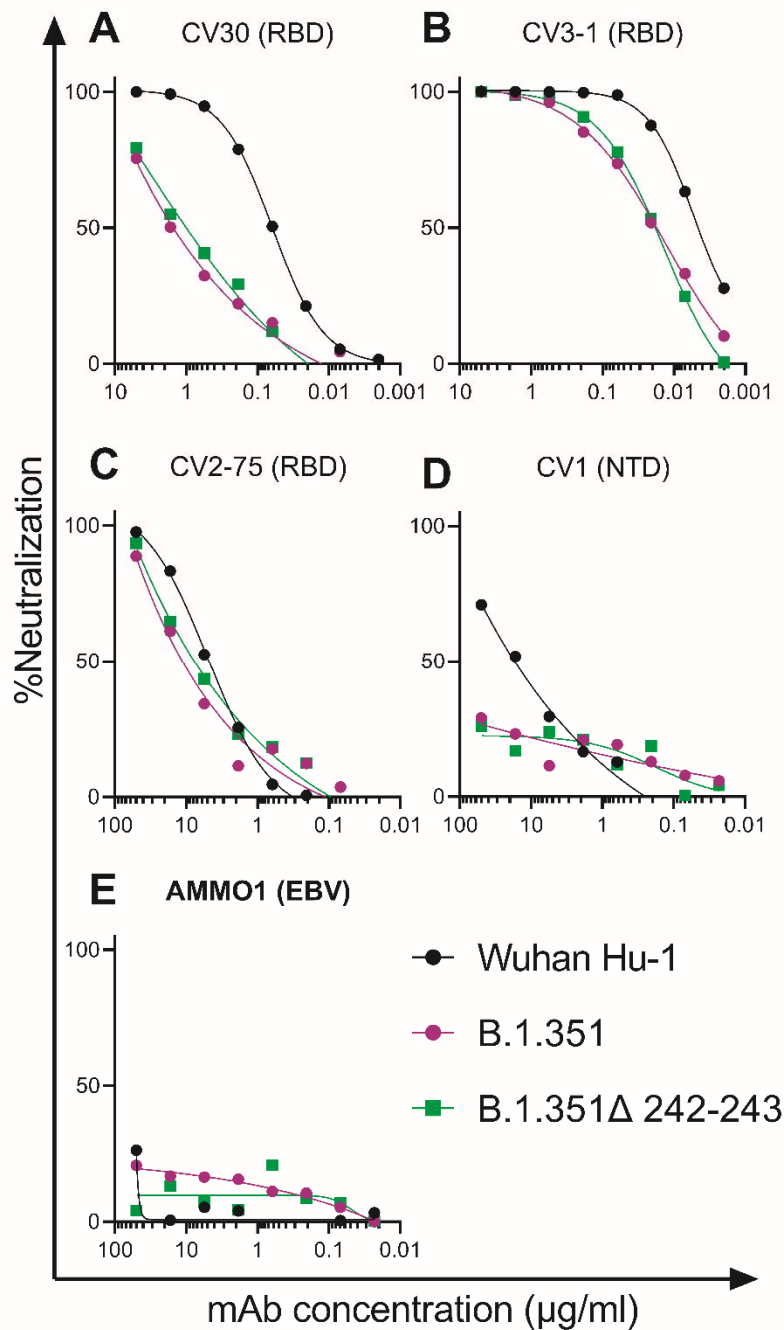 A CV30 (RBD)
100
50
0
10 1 0.1 0.01 0.001
B CV3-1 (RBD)
100
50
0
10 1 0.1 0.01 0.001
C CV2-75 (RBD)
100
50
0
100 10 1 0.1 0.01
D CV1 (NTD)
100
50
0
100 10 1 0.1 0.01
E AMMO1 (EBV)
100
50
0
100 10 1 0.1 0.01
Wuhan Hu-1
B.1.351
B.1.351Δ 242-243
%Neutralization
mAb concentration (μg/ml)